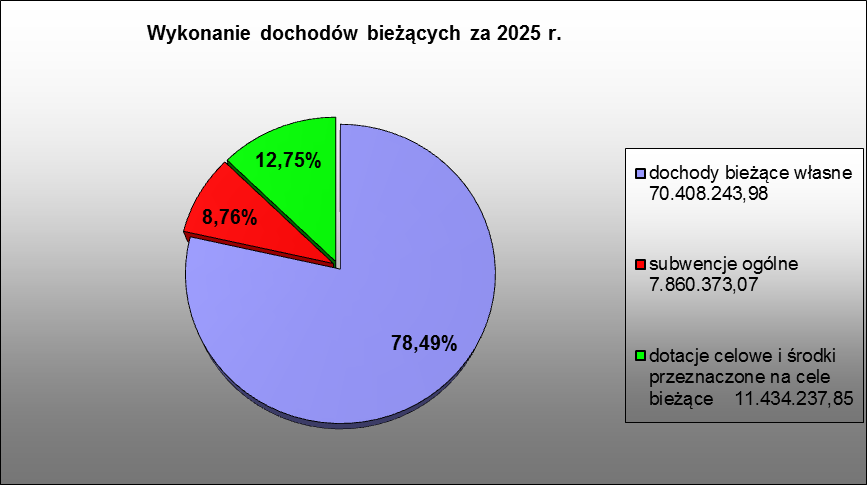 Wykonanie dochodów bieżących za 2025 r.
12,75%
8,76%
78,49%
dochody bieżące własne
70.408.243,98
subwencje ogólne
7.860.373,07
dotacje celowe i środki
przeznaczone na cele
bieżące 11.434.237,85